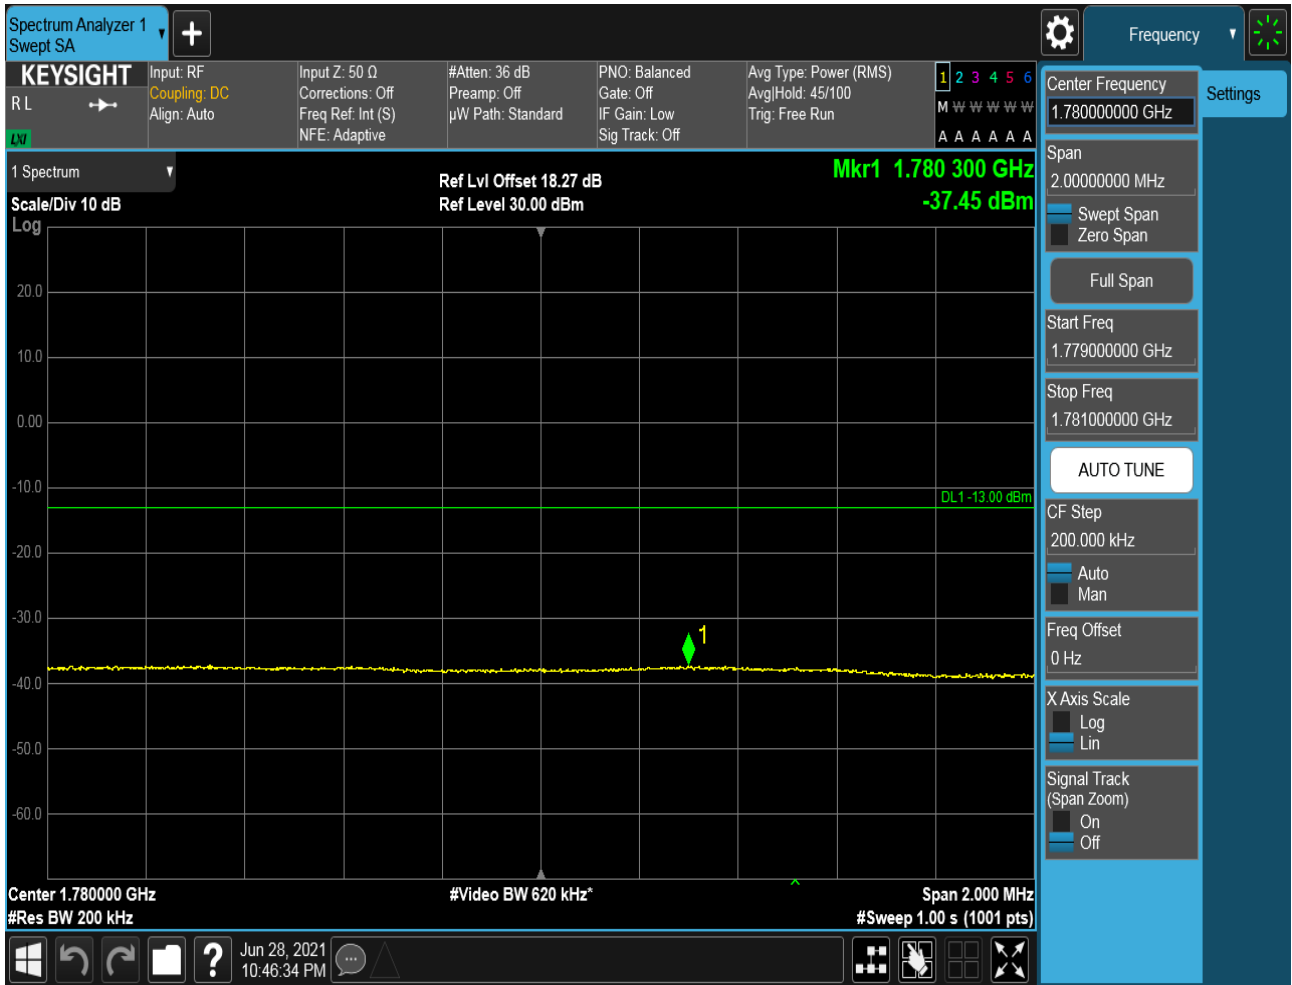 Spectrum Analyzer 1
Swept SA
Frequency
KEYSIGHT
R L
LXI
Input: RF
Coupling: DC
Align: Auto
Input Z: 50 Ω
Corrections: Off
Freq Ref: Int (S)
NFE: Adaptive
#Atten: 36 dB
Preamp: Off
µW Path: Standard
PNO: Balanced
Gate: Off
IF Gain: Low
Sig Track: Off
Avg Type: Power (RMS)
Avg|Hold: 45/100
Trig: Free Run
1 2 3 4 5 6
M W W W W W
A A A A A A
1 Spectrum
Scale/Div 10 dB
Log
Ref Lvl Offset 18.27 dB
Ref Level 30.00 dBm
Mkr1 1.780 300 GHz
-37.45 dBm
20.0
10.0
0.00
-10.0
DL1 -13.00 dBm
-20.0
-30.0
1
-40.0
-50.0
-60.0
Center 1.780000 GHz
#Video BW 620 kHz*
Span 2.000 MHz
#Res BW 200 kHz
#Sweep 1.00 s (1001 pts)
?
Jun 28, 2021
10:46:34 PM
Center Frequency
1.780000000 GHz
Settings
Span
2.00000000 MHz
Swept Span
Zero Span
Full Span
Start Freq
1.779000000 GHz
Stop Freq
1.781000000 GHz
AUTO TUNE
CF Step
200.000 kHz
Auto
Man
Freq Offset
0 Hz
X Axis Scale
Log
Lin
Signal Track
(Span Zoom)
On
Off